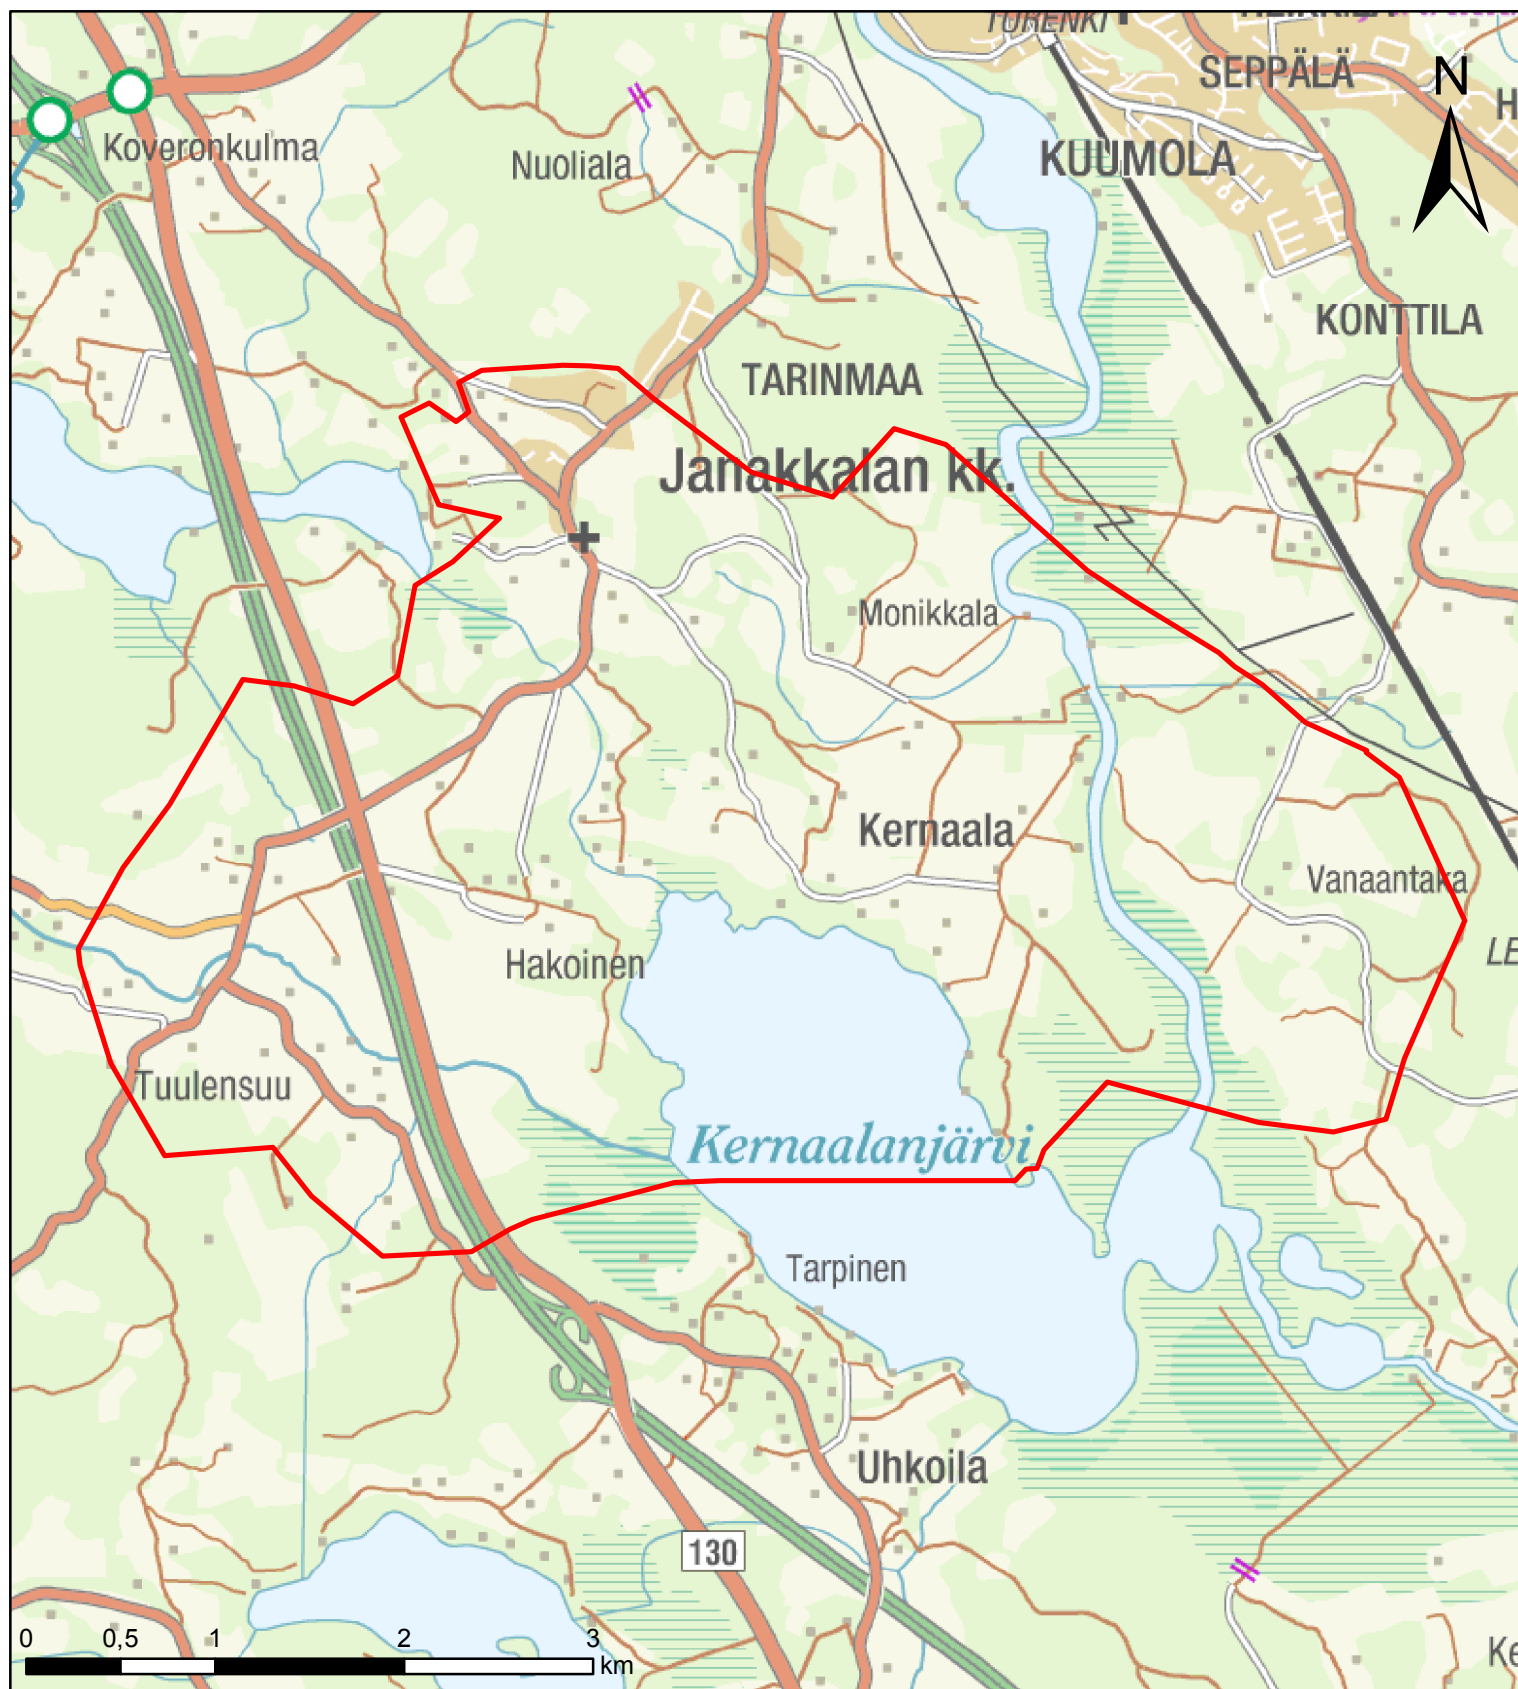 TURENKI
SEPPÄLÄ
N
Koveronkulma
Nuoliala
KUUMOLA
KONTTILA
TARINMAA
Janakkalan kk.
Monikkala
Kernaala
Vanaantaka
Hakoinen
Tuulensuu
Kernaalanjärvi
Tarpinen
Uhkoila
130
0 0,5 1 2 3
km